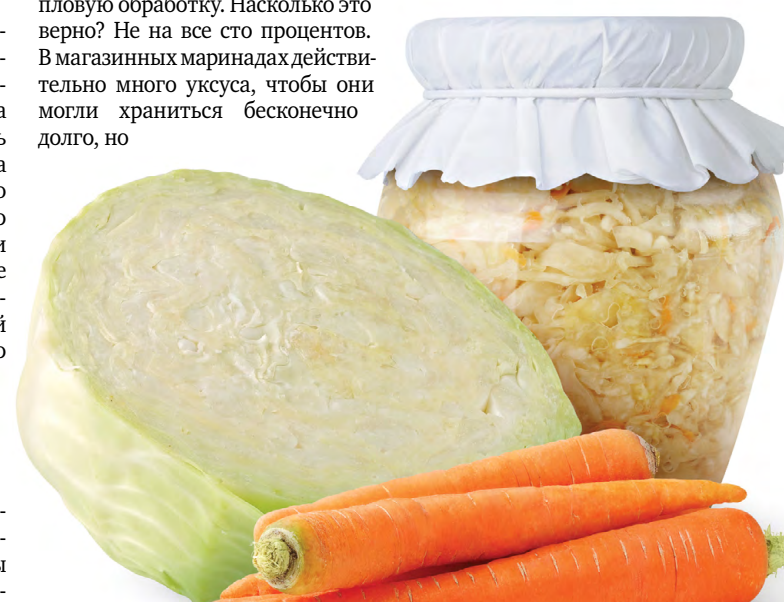 пловую обработку. Насколько это
верно? Не на все сто процентов.
В магазинных маринадах действи-
тельно много уксуса, чтобы они
могли храниться бесконечно
долго, но
-
-
-
а
ь
а
о
о
и
е
-
й
о
-
-
ы
-